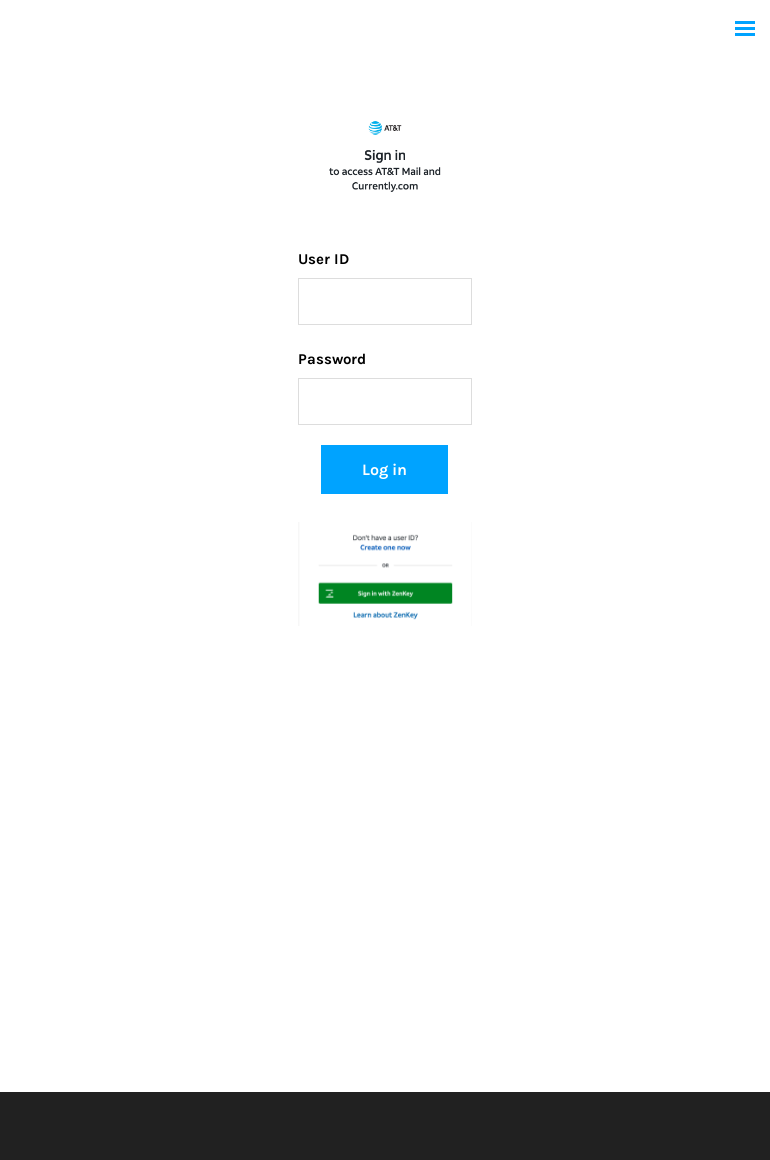 AT&T
Sign in
to access AT&T Mail and
Currently.com
User ID
Password
Log in
Don't have a user ID?
Create one now
OR
Sign in with ZenKey
Learn about ZenKey